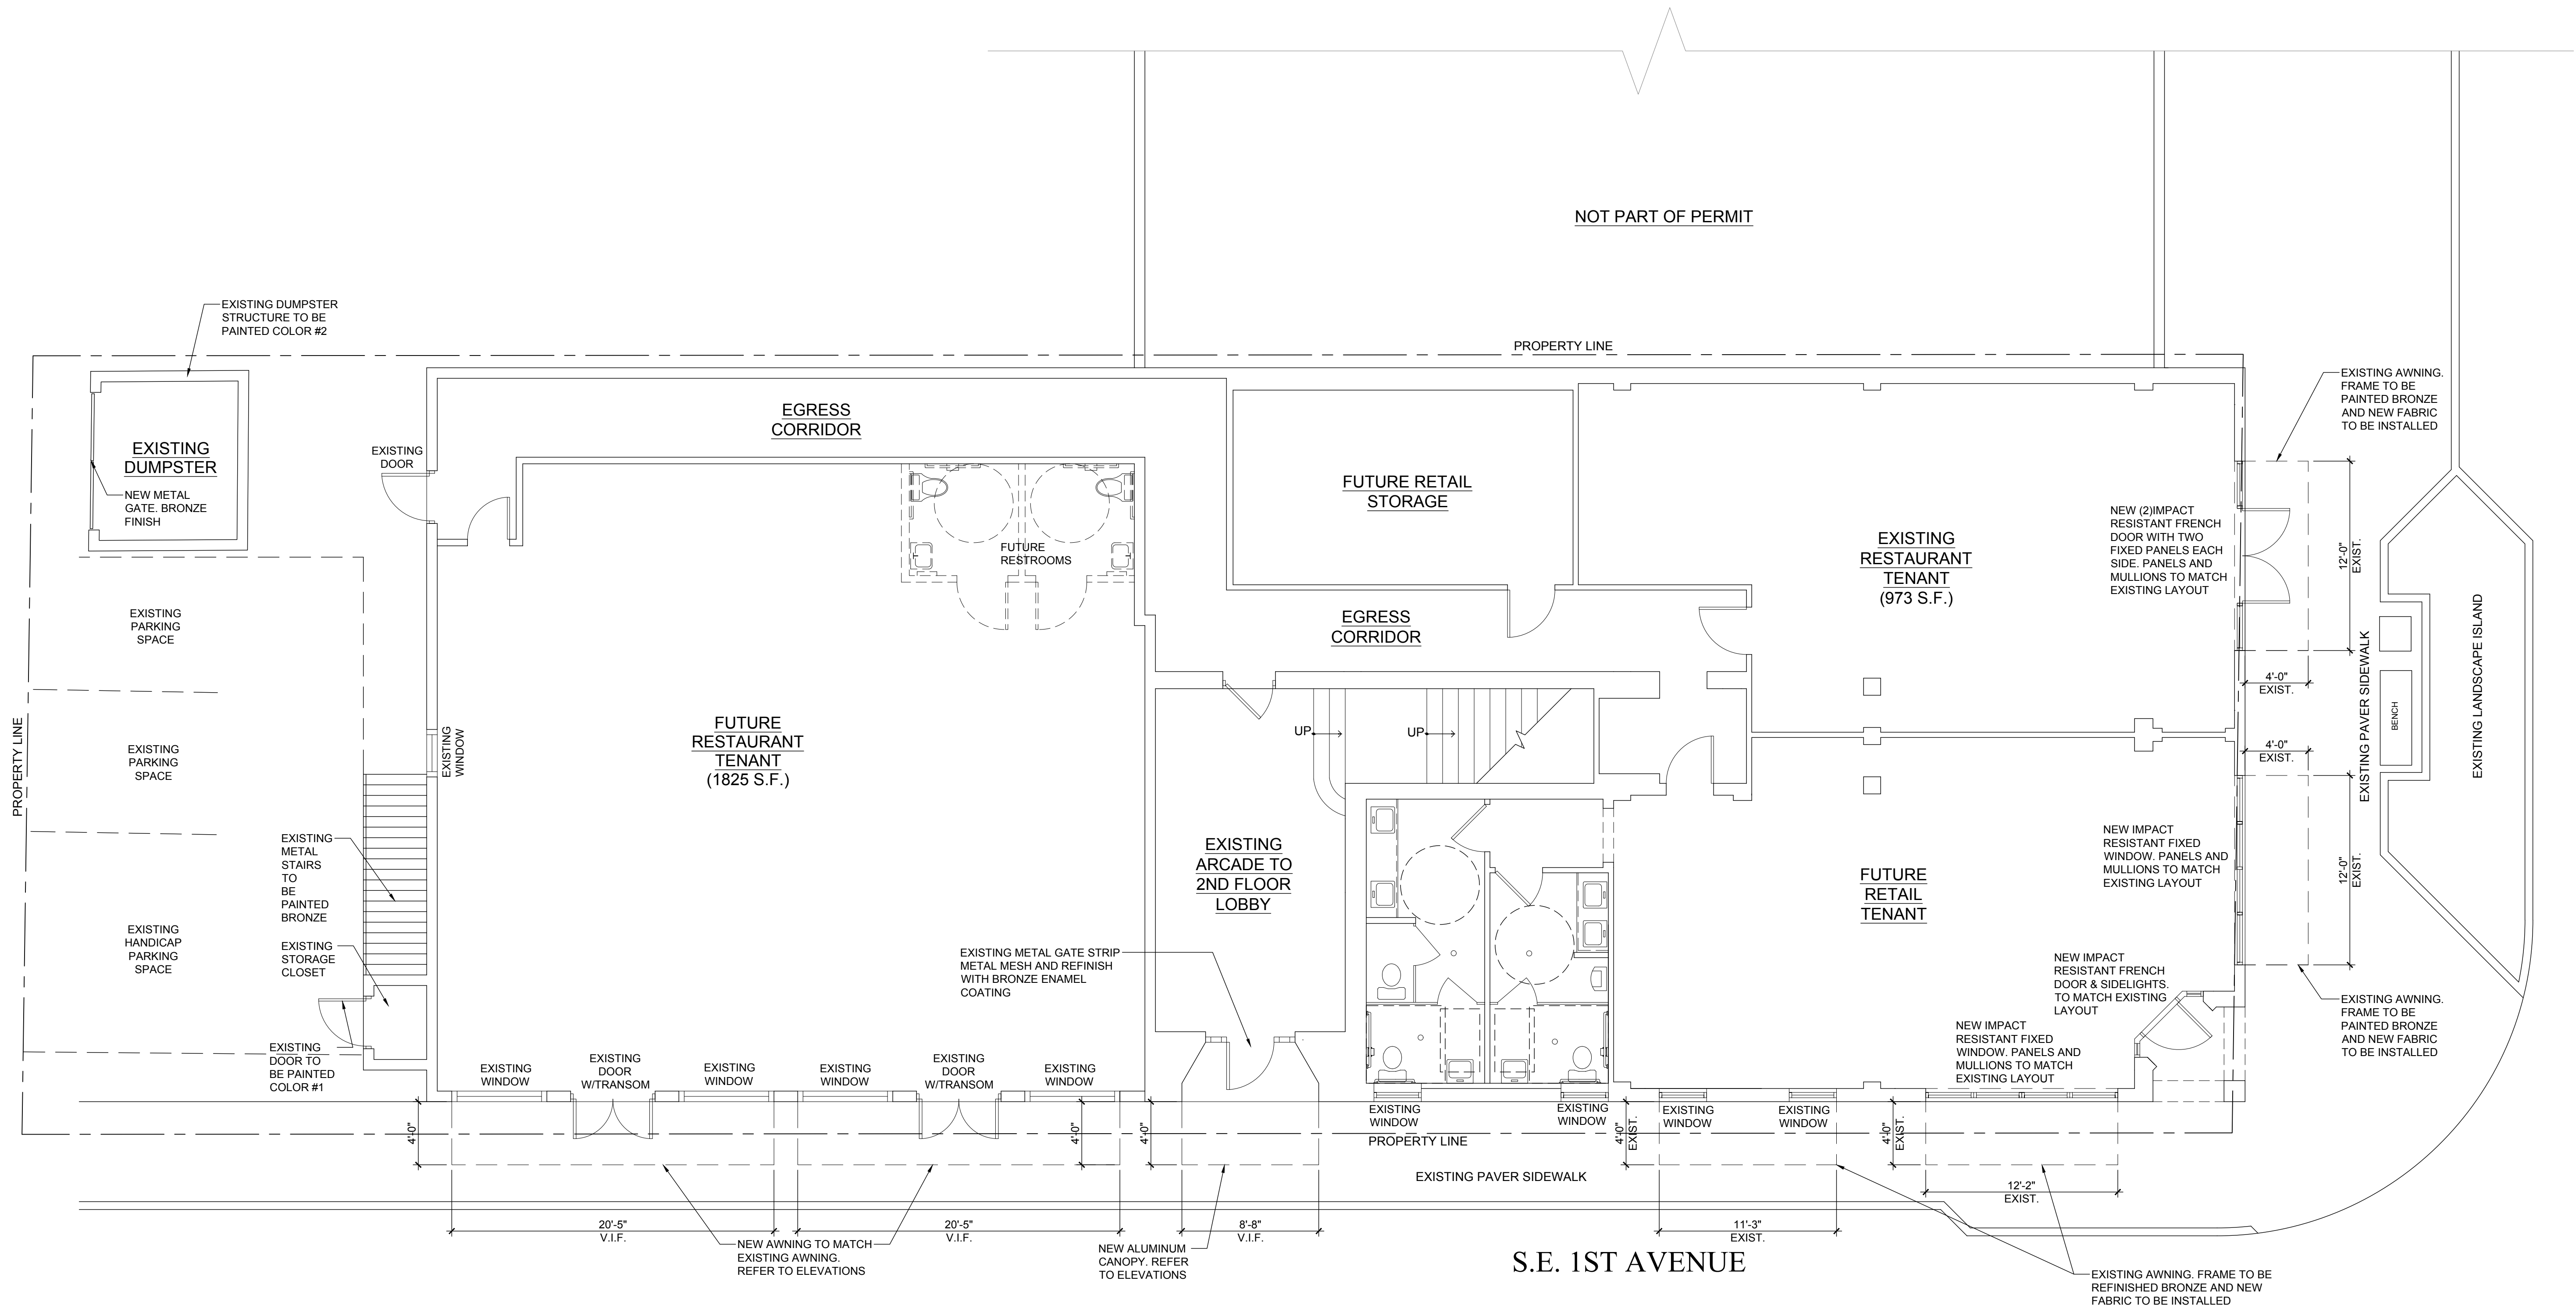 NOT PART OF PERMIT
EXISTING DUMPSTER
STRUCTURE TO BE
PAINTED COLOR #2
PROPERTY LINE
EXISTING AWNING.
FRAME TO BE
PAINTED BRONZE
AND NEW FABRIC
TO BE INSTALLED
EGRESS
CORRIDOR
EXISTING
DUMPSTER
EXISTING
DOOR
NEW METAL
GATE. BRONZE
FINISH
FUTURE RETAIL
STORAGE
FUTURE
RESTROOMS
EXISTING
RESTAURANT
TENANT
(973 S.F.)
NEW (2)IMPACT
RESISTANT FRENCH
DOOR WITH TWO
FIXED PANELS EACH
SIDE. PANELS AND
MULLIONS TO MATCH
EXISTING LAYOUT
12'-0"
EXIST.
EGRESS
CORRIDOR
EXISTING
PARKING
SPACE
4'-0"
EXIST.
EXISTING PAVER SIDEWALK
BENCH
EXISTING LANDSCAPE ISLAND
PROPERTY LINE
EXISTING
PARKING
SPACE
EXISTING
WINDOW
FUTURE
RESTAURANT
TENANT
(1825 S.F.)
UP
UP
4'-0"
EXIST.
12'-0"
EXIST.
EXISTING
METAL
STAIRS
TO
BE
PAINTED
BRONZE
EXISTING
ARCADE TO
2ND FLOOR
LOBBY
FUTURE
RETAIL
TENANT
NEW IMPACT
RESISTANT FIXED
WINDOW. PANELS AND
MULLIONS TO MATCH
EXISTING LAYOUT
EXISTING
HANDICAP
PARKING
SPACE
EXISTING
STORAGE
CLOSET
EXISTING METAL GATE STRIP
METAL MESH AND REFINISH
WITH BRONZE ENAMEL
COATING
NEW IMPACT
RESISTANT FRENCH
DOOR & SIDELIGHTS.
TO MATCH EXISTING
LAYOUT
EXISTING AWNING.
FRAME TO BE
PAINTED BRONZE
AND NEW FABRIC
TO BE INSTALLED
NEW IMPACT
RESISTANT FIXED
WINDOW. PANELS AND
MULLIONS TO MATCH
EXISTING LAYOUT
EXISTING
DOOR TO
BE PAINTED
COLOR #1
EXISTING
WINDOW
EXISTING
DOOR
W/TRANSOM
EXISTING
WINDOW
EXISTING
WINDOW
EXISTING
DOOR
W/TRANSOM
EXISTING
WINDOW
EXISTING
WINDOW
EXISTING
WINDOW
EXISTING
WINDOW
EXISTING
WINDOW
4'-0"
4'-0"
4'-0"
4'-0"
EXIST.
4'-0"
EXIST.
PROPERTY LINE
EXISTING PAVER SIDEWALK
12'-2"
EXIST.
20'-5"
V.I.F.
20'-5"
V.I.F.
8'-8"
V.I.F.
11'-3"
EXIST.
NEW AWNING TO MATCH
EXISTING AWNING.
REFER TO ELEVATIONS
NEW ALUMINUM
CANOPY. REFER
TO ELEVATIONS
S.E. 1ST AVENUE
EXISTING AWNING. FRAME TO BE
REFINISHED BRONZE AND NEW
FABRIC TO BE INSTALLED